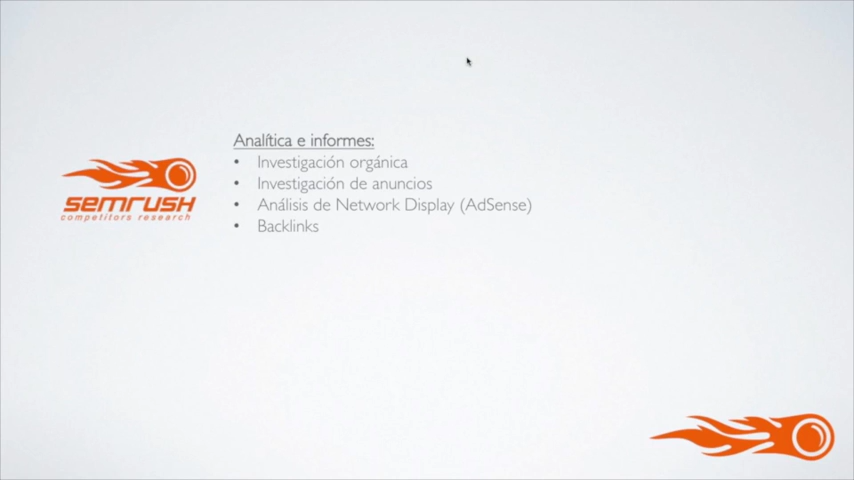 Analítica e informes:
• Investigación orgánica
• Investigación de anuncios
• Análisis de Network Display (AdSense)
• Backlinks
semrush
competitors research